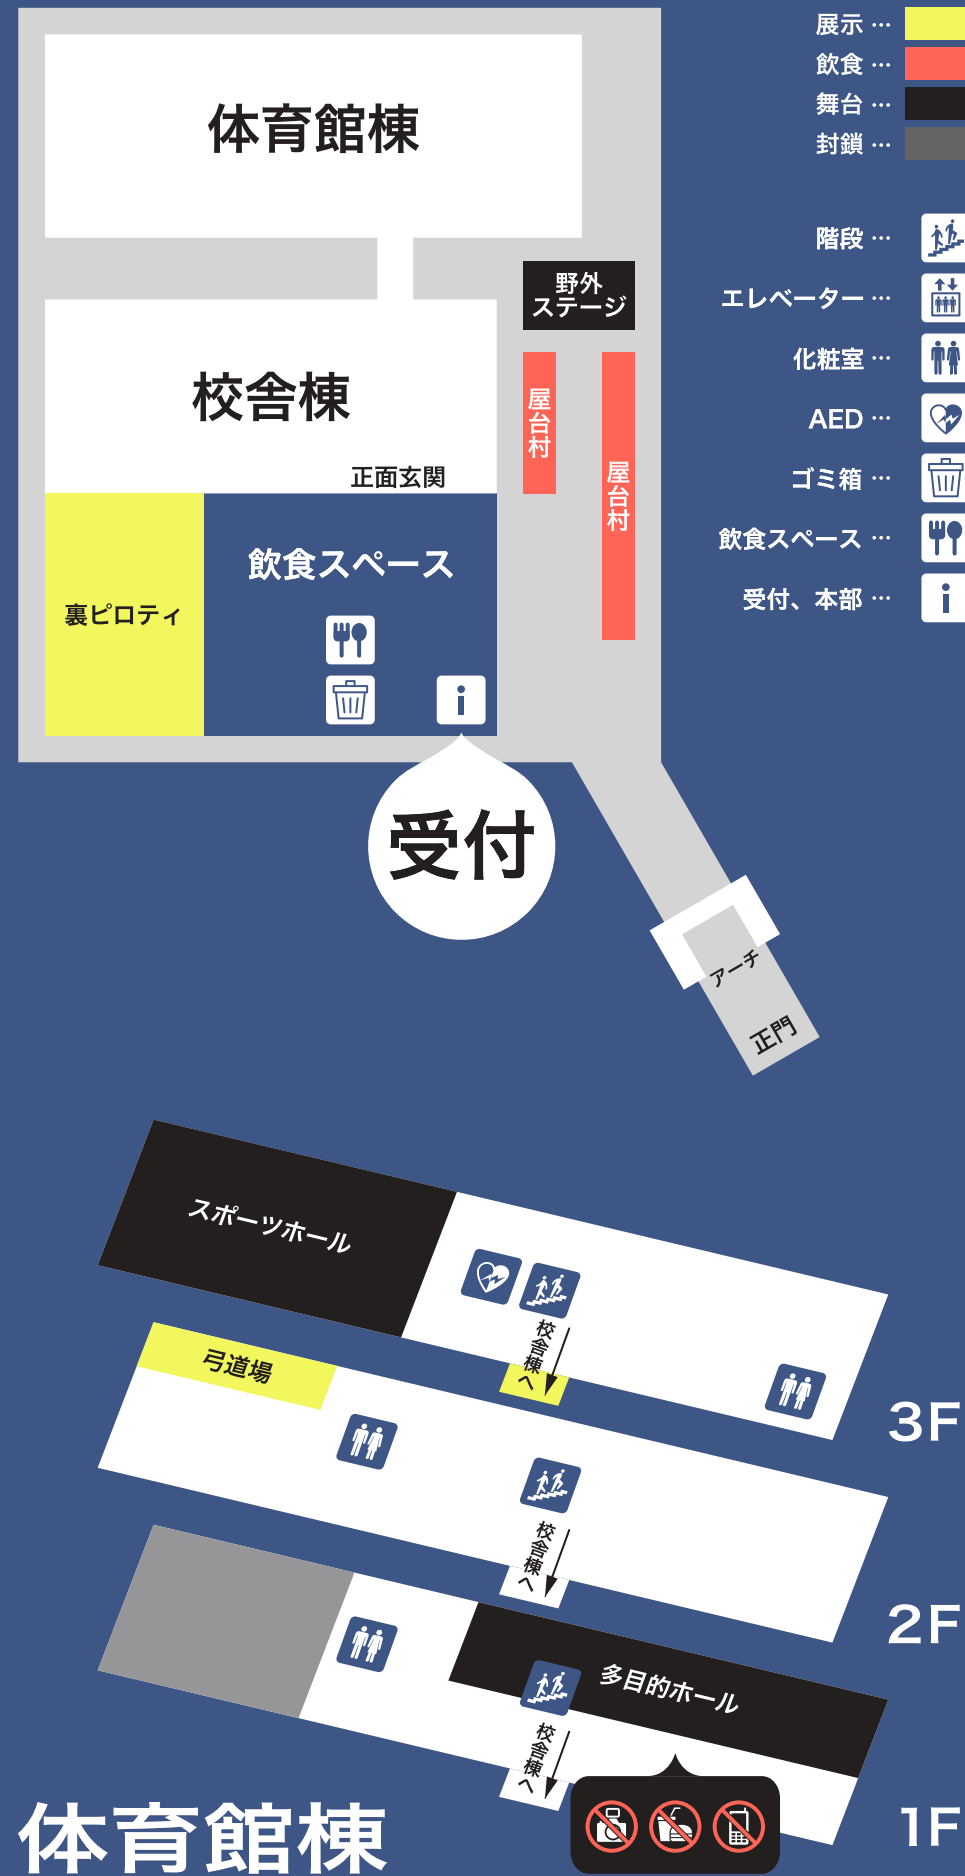 展示 …
飲食 …
舞台 …
封鎖 …
階段 …
エレベーター …
化粧室 …
AED …
ゴミ箱 …
飲食スペース …
受付、本部 …
体育館棟
野外
ステージ
校舎棟
屋台村
屋台村
正面玄関
飲食スペース
裏ピロティ
i
i
受付
アーチ
正門
スポーツホール
校舎棟へ
3F
弓道場
校舎棟へ
2F
多目的ホール
校舎棟へ
1F
体育館棟